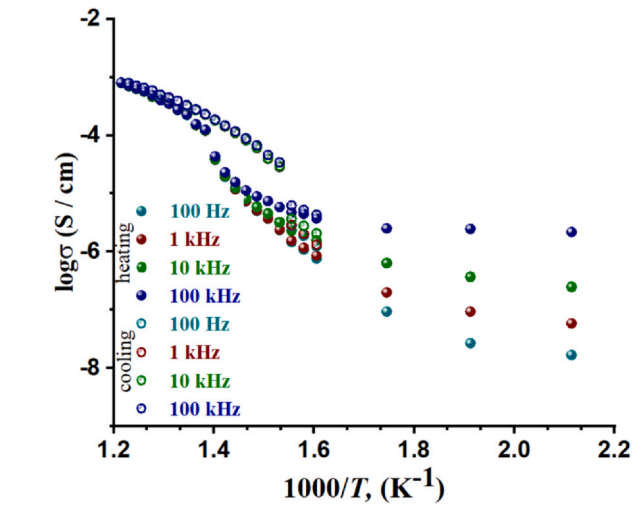 -2
-4
-6
-8
logσ (S / cm)
heating
100 Hz
1 kHz
10 kHz
100 kHz
cooling
100 Hz
1 kHz
10 kHz
100 kHz
1.2 1.4 1.6 1.8 2.0 2.2
1000/T, (K⁻¹)